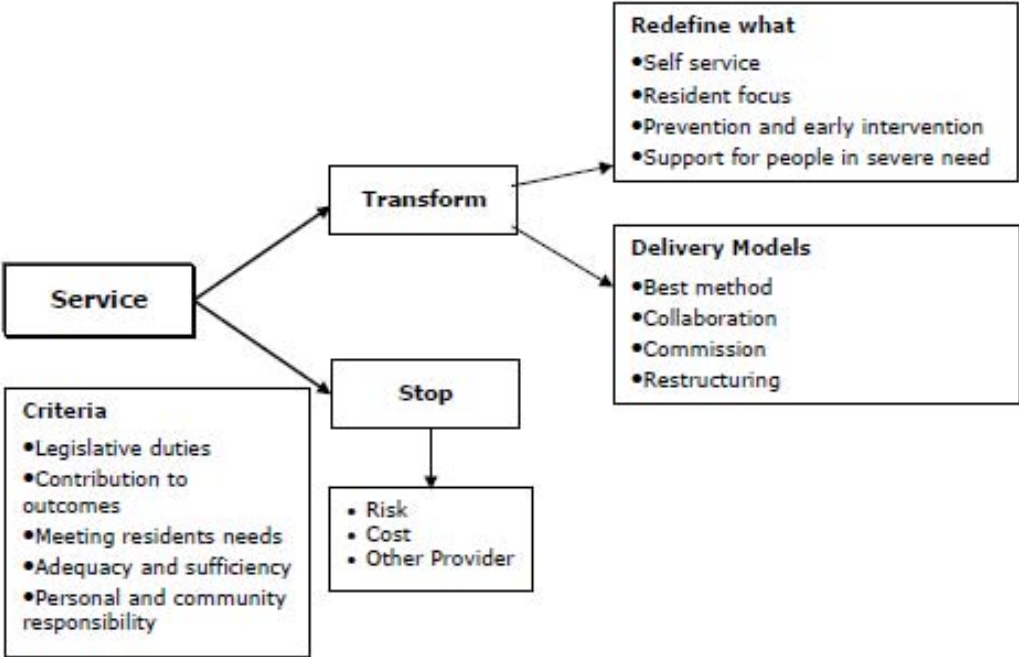 Redefine what
•Self service
•Resident focus
•Prevention and early intervention
•Support for people in severe need
Transform
Delivery Models
•Best method
•Collaboration
•Commission
•Restructuring
Service
Stop
Criteria
•Legislative duties
•Contribution to
outcomes
•Meeting residents needs
•Adequacy and sufficiency
•Personal and community
responsibility
• Risk
• Cost
• Other Provider